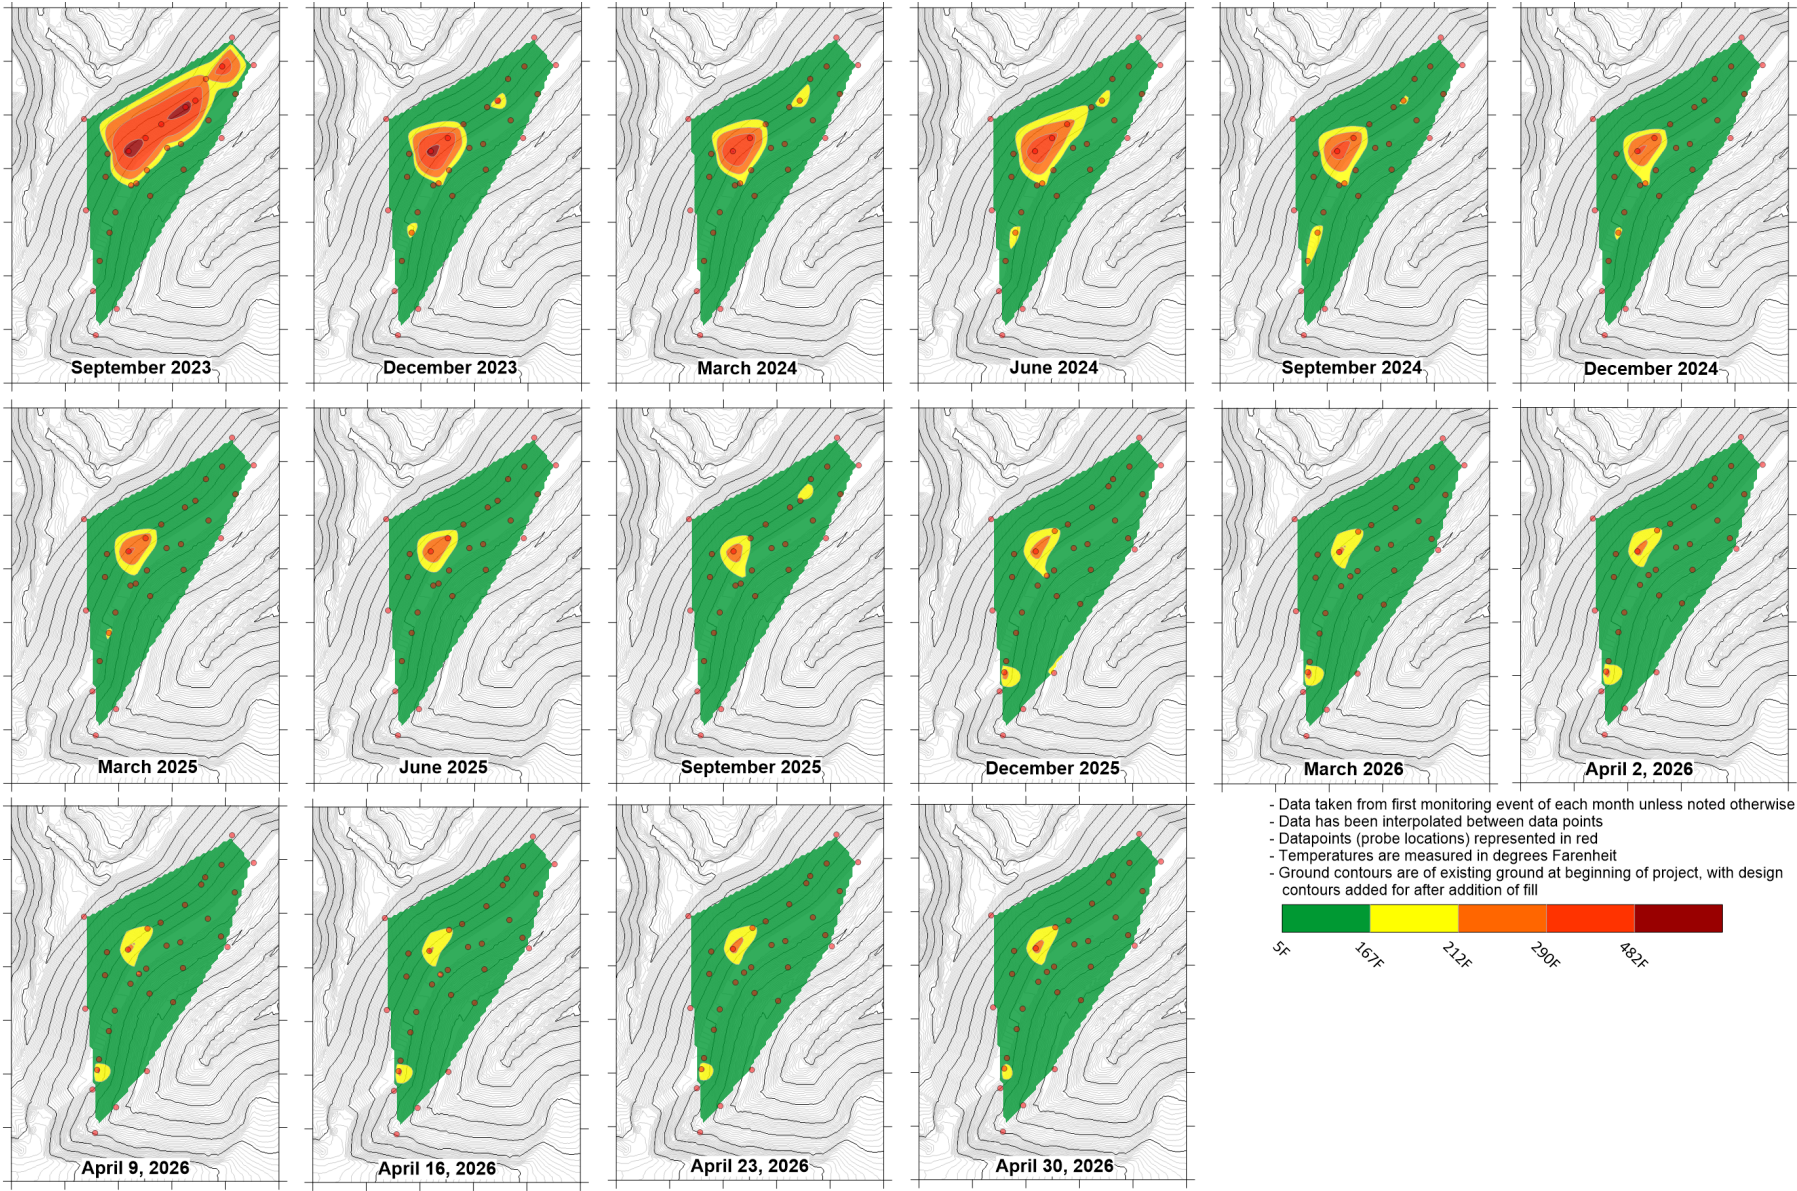 September 2023
December 2023
March 2024
June 2024
September 2024
December 2024
March 2025
June 2025
September 2025
December 2025
March 2026
April 2, 2026
- Data taken from first monitoring event of each month unless noted otherwise
- Data has been interpolated between data points
- Datapoints (probe locations) represented in red
- Temperatures are measured in degrees Farenheit
- Ground contours are of existing ground at beginning of project, with design
contours added for after addition of fill
5F
167F
212F
290F
482F
April 9, 2026
April 16, 2026
April 23, 2026
April 30, 2026